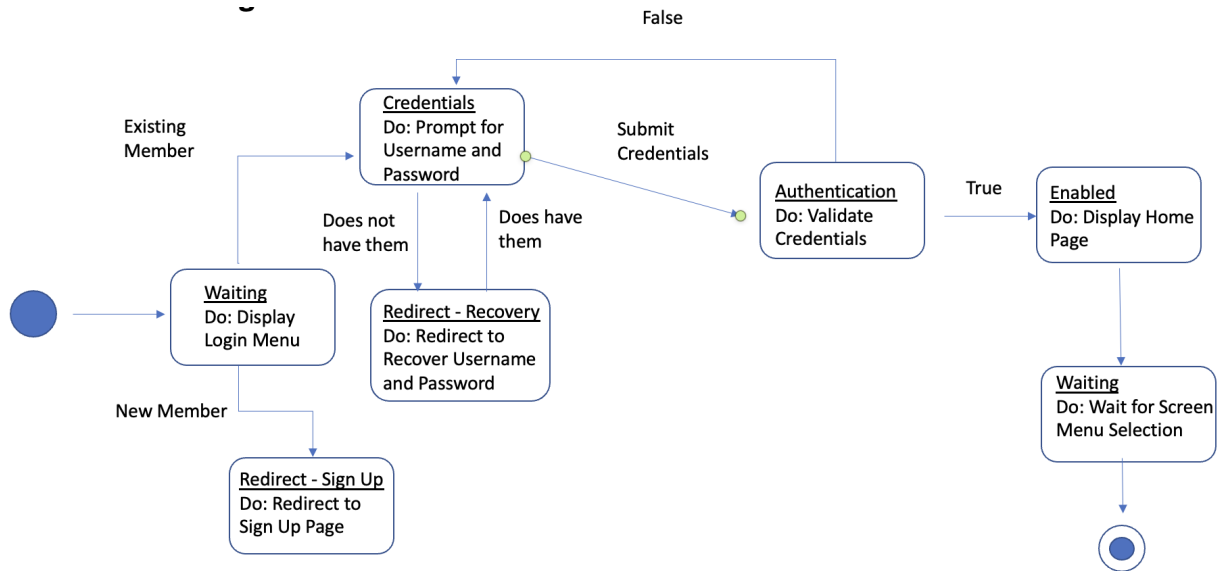 False
Credentials
Do: Prompt for
Username and
Password
Existing
Member
Submit
Credentials
Authentication
Do: Validate
Credentials
True
Enabled
Do: Display Home
Page
Does not
have them
Does have
them
Waiting
Do: Display
Login Menu
Redirect - Recovery
Do: Redirect to
Recover Username
and Password
Waiting
Do: Wait for Screen
Menu Selection
New Member
Redirect - Sign Up
Do: Redirect to
Sign Up Page